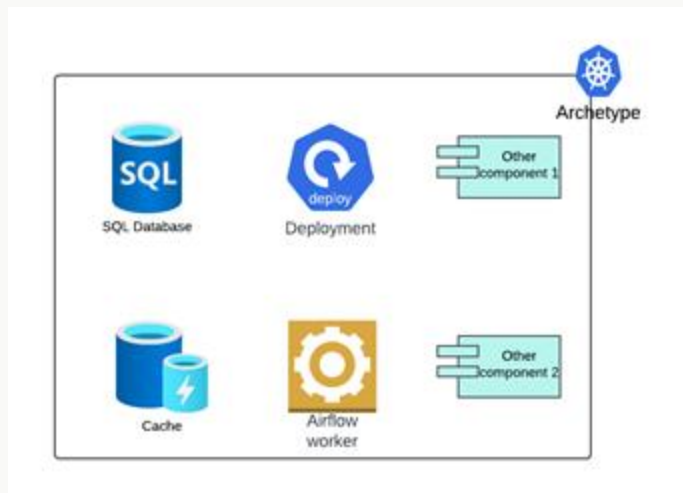 Archetype
SQL
SQL Database
deploy
Deployment
Other
component 1
Cache
Airflow
worker
Other
component 2